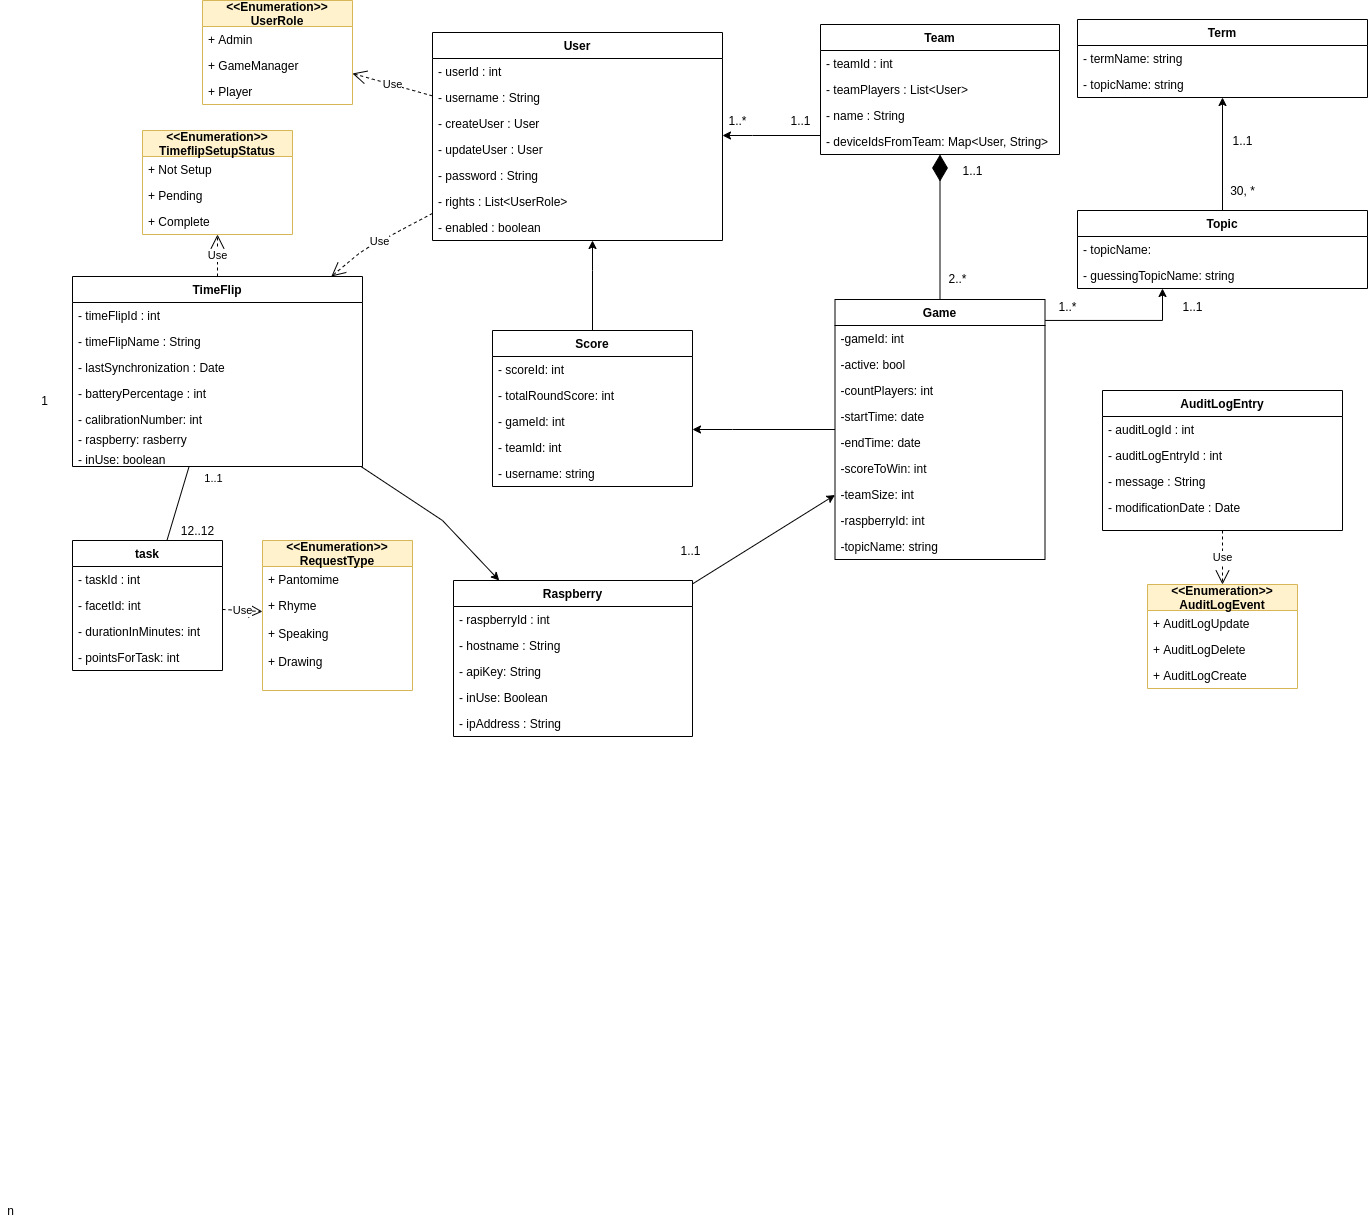 <<Enumeration>>
UserRole
+ Admin
+ GameManager
+ Player
Use
User
- userId : int
- username : String
- createUser : User
- updateUser : User
- password : String
- rights : List<UserRole>
- enabled : boolean
1..*
1..1
Team
- teamId : int
- teamPlayers : List<User>
- name : String
- deviceIdsFromTeam: Map<User, String>
1..1
2..*
Term
- termName: string
- topicName: string
1..1
30, *
Topic
- topicName:
- guessingTopicName: string
1..*
1..1
<<Enumeration>>
TimeflipSetupStatus
+ Not Setup
+ Pending
+ Complete
Use
Use
TimeFlip
- timeFlipId : int
- timeFlipName : String
- lastSynchronization : Date
- batteryPercentage : int
- calibrationNumber: int
- raspberry: rasberry
- inUse: boolean
1
1..1
12..12
Score
- scoreId: int
- totalRoundScore: int
- gameId: int
- teamId: int
- username: string
Game
-gameId: int
-active: bool
-countPlayers: int
-startTime: date
-endTime: date
-scoreToWin: int
-teamSize: int
-raspberryId: int
-topicName: string
AuditLogEntry
- auditLogId : int
- auditLogEntryId : int
- message : String
- modificationDate : Date
Use
<<Enumeration>>
AuditLogEvent
+ AuditLogUpdate
+ AuditLogDelete
+ AuditLogCreate
task
- taskId : int
- facetId: int
- durationInMinutes: int
- pointsForTask: int
Use
<<Enumeration>>
RequestType
+ Pantomime
+ Rhyme
+ Speaking
+ Drawing
1..1
Raspberry
- raspberryId : int
- hostname : String
- apiKey: String
- inUse: Boolean
- ipAddress : String
n